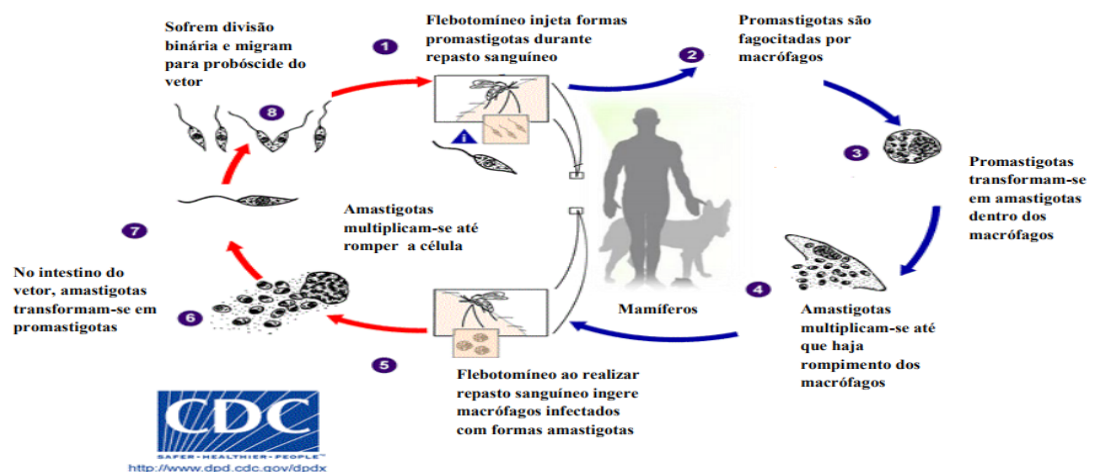 Sofrem divisão
binária e migram
para probóscide do
vetor
8
1
Flebotomíneo injeta formas
promastigotas durante
repasto sanguíneo
i
2
Promastigotas são
fagocitadas por
macrófagos
3
Promastigotas
transformam-se
em amastigotas
dentro dos
macrófagos
4
Amastigotas
multiplicam-se até
que haja
rompimento dos
macrófagos
Mamíferos
5
Flebotomíneo ao realizar
repasto sanguíneo ingere
macrófagos infectados
com formas amastigotas
6
Amastigotas
multiplicam-se até
romper a célula
7
No intestino do
vetor, amastigotas
transformam-se em
promastigotas
CDC
SAFER·HEALTHIER·PEOPLE™
http://www.dpd.cdc.gov/dpdx